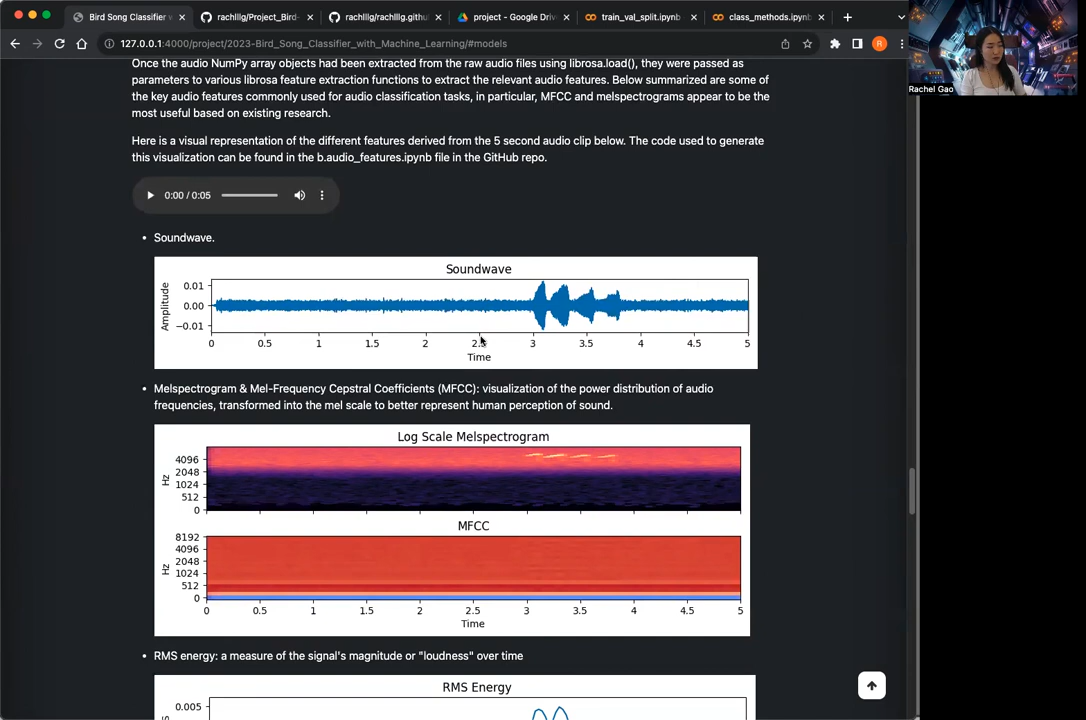 Bird Song Classifier w
rachlllg/Project_Bird-
rachlllg/rachlllg.github
project - Google Driv
train_val_split.ipynb
class_methods.ipynb
127.0.0.1:4000/project/2023-Bird_Song_Classifier_with_Machine_Learning/#models
R
Rachel Gao
Once the audio NumPy array objects had been extracted from the raw audio files using librosa.load(), they were passed as
parameters to various librosa feature extraction functions to extract the relevant audio features. Below summarized are some of
the key audio features commonly used for audio classification tasks, in particular, MFCC and melspectrograms appear to be the
most useful based on existing research.
Here is a visual representation of the different features derived from the 5 second audio clip below. The code used to generate
this visualization can be found in the b.audio_features.ipynb file in the GitHub repo.
0:00 / 0:05
• Soundwave.
Soundwave
Amplitude
0.01
0.00
−0.01
0 0.5 1 1.5 2 2.5 3 3.5 4 4.5 5
Time
• Melspectrogram & Mel-Frequency Cepstral Coefficients (MFCC): visualization of the power distribution of audio
frequencies, transformed into the mel scale to better represent human perception of sound.
Log Scale Melspectrogram
Hz
4096
2048
1024
512
0
MFCC
Hz
8192
4096
2048
1024
512
0
0 0.5 1 1.5 2 2.5 3 3.5 4 4.5 5
Time
• RMS energy: a measure of the signal's magnitude or "loudness" over time
RMS Energy
0.005